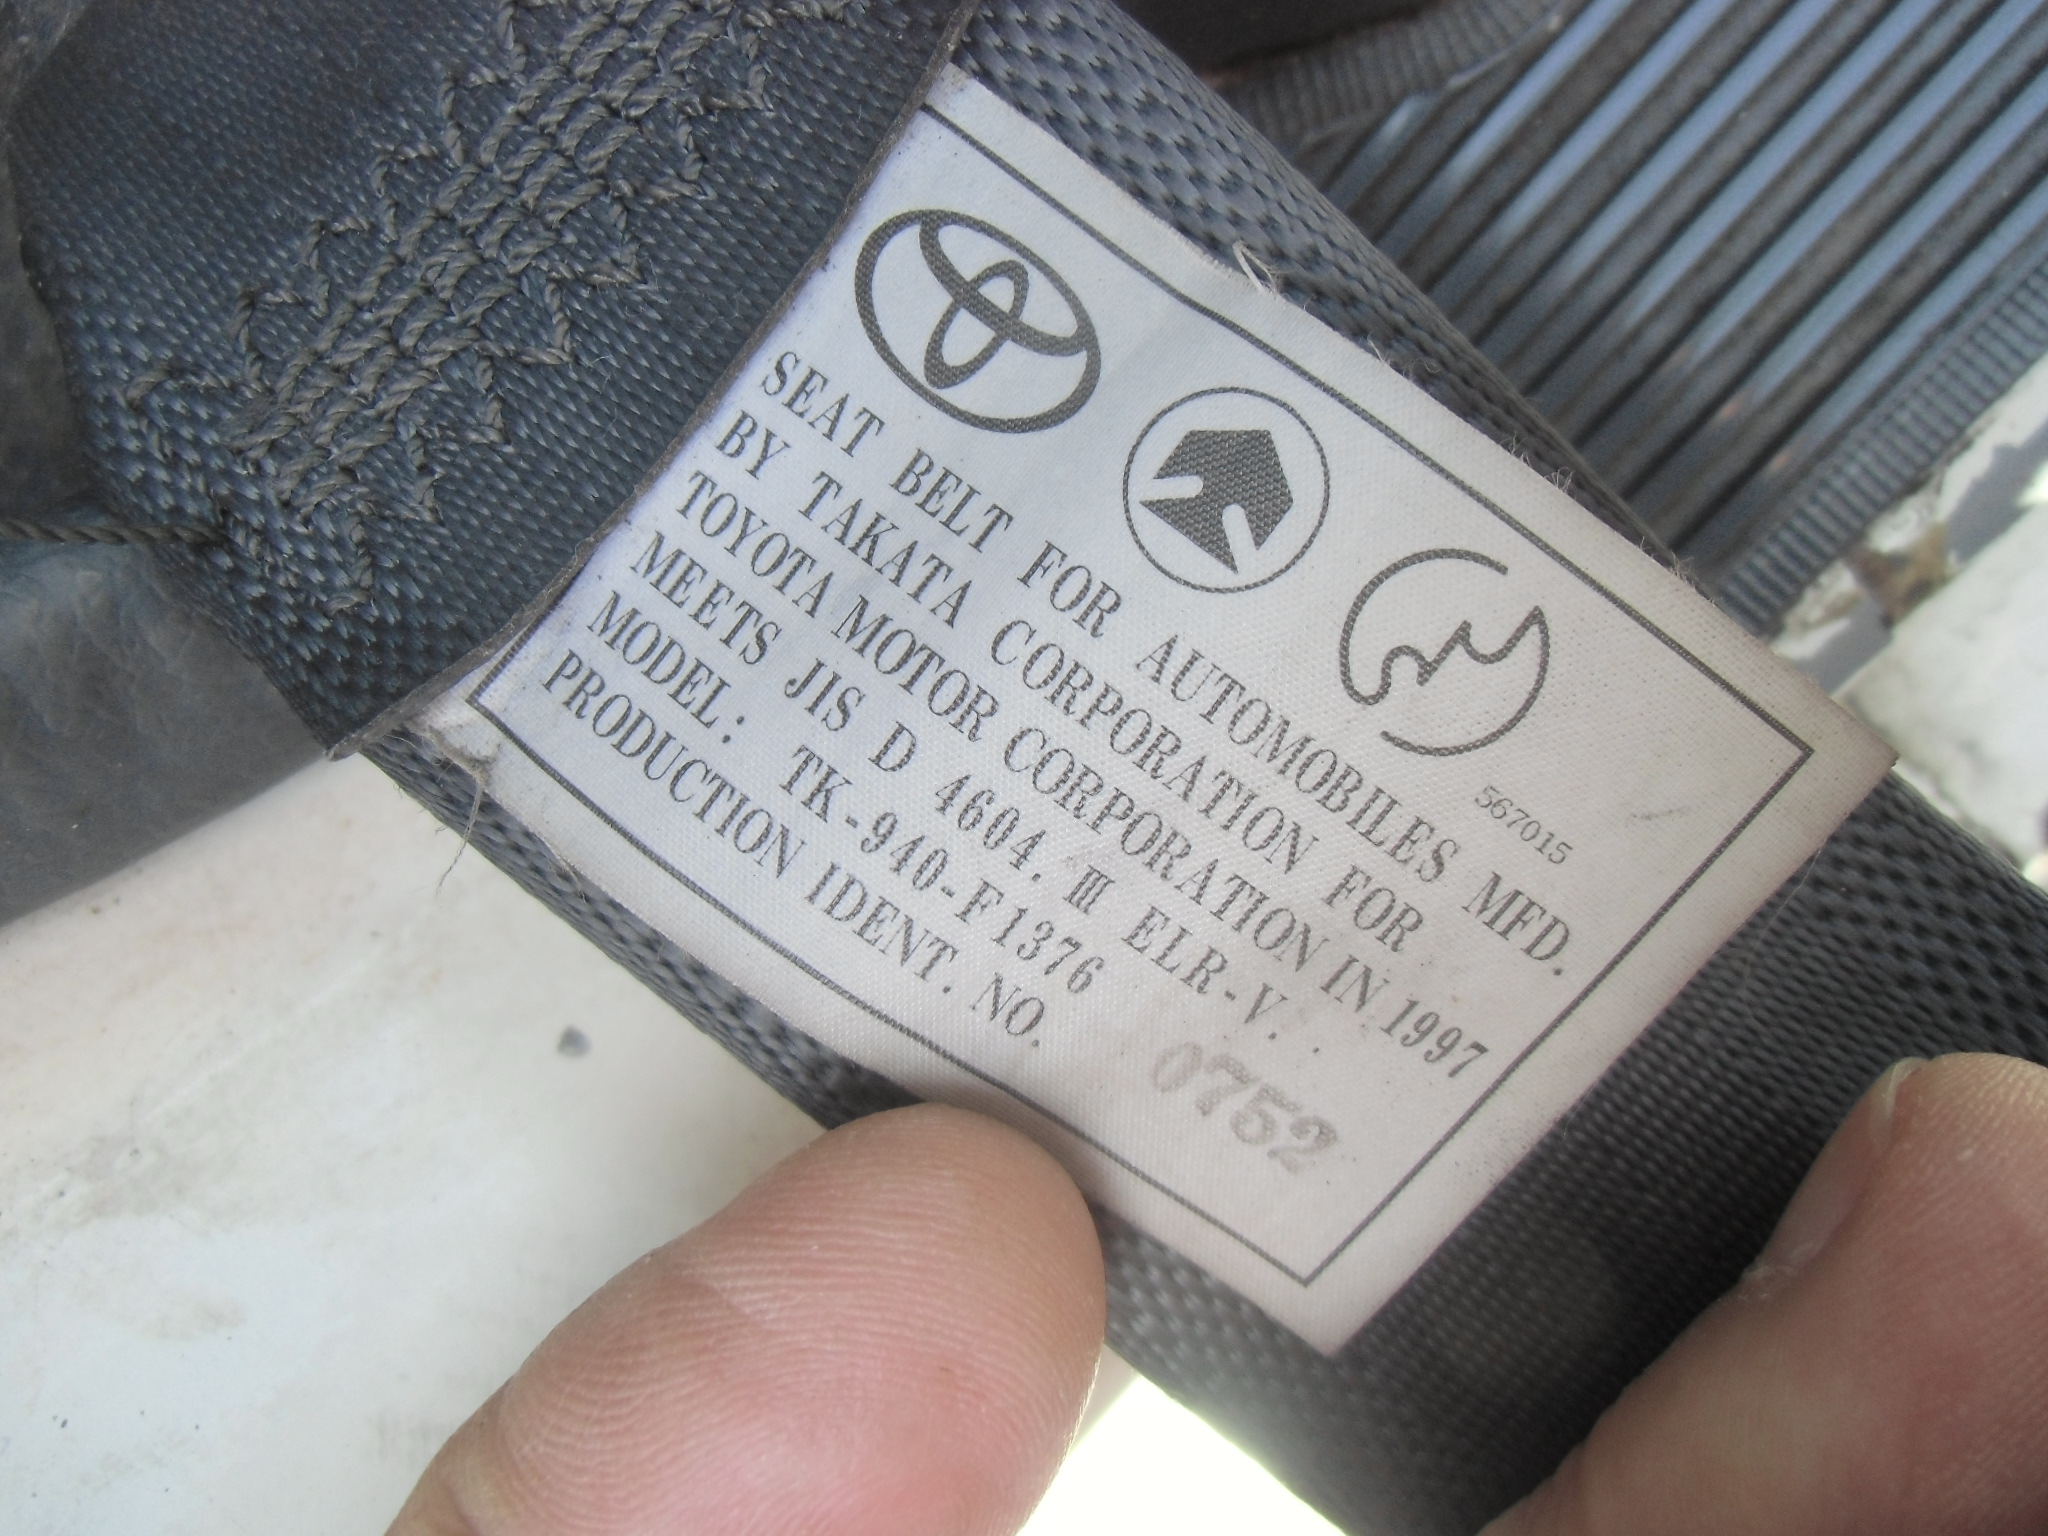 567015
SEAT BELT FOR AUTOMOBILES MFD.
BY TAKATA CORPORATION FOR
TOYOTA MOTOR CORPORATION IN 1997
MEETS JIS D 4604. III ELR-V. .
MODEL: TK-940-F1376
PRODUCTION IDENT. NO. 0752